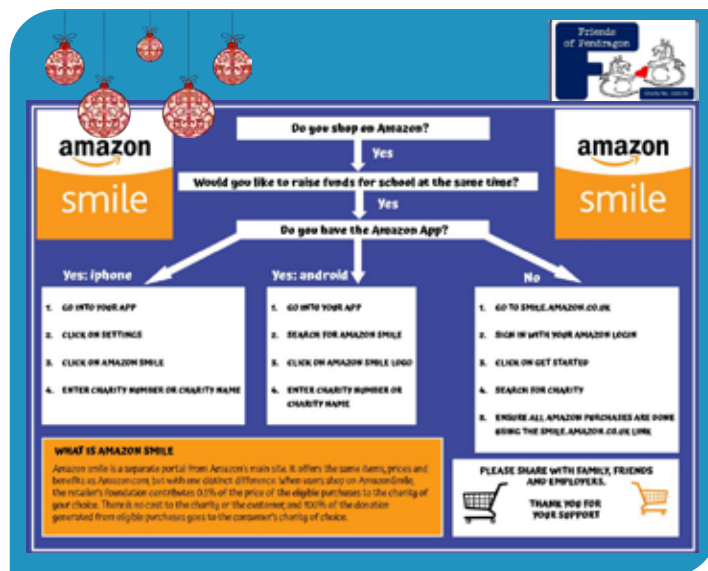 Friends
of Pendragon
F
amazon
smile
amazon
smile
Do you shop on Amazon?
Yes
Would you like to raise funds for school at the same time?
Yes
Do you have the Amazon App?
Yes: iphone
1. GO INTO YOUR APP
2. CLICK ON SETTINGS
3. CLICK ON AMAZON SMILE
4. ENTER CHARITY NUMBER OR CHARITY NAME
Yes: android
1. GO INTO YOUR APP
2. SEARCH FOR AMAZON SMILE
3. CLICK ON AMAZON SMILE LOGO
4. ENTER CHARITY NUMBER OR
CHARITY NAME
No
1. GO TO SMILE.AMAZON.CO.UK
2. SIGN IN WITH YOUR AMAZON LOGIN
3. CLICK ON GET STARTED
4. SEARCH FOR CHARITY
5. ENSURE ALL AMAZON PURCHASES ARE DONE
USING THE SMILE.AMAZON.CO.UK LINK
WHAT IS AMAZON SMILE
Amazon smile is a separate portal from Amazon's main site. It offers the same items, prices and
benefits as Amazon.com, but with one distinct difference. When users shop on AmazonSmile,
the retailer's foundation contributes 0.5% of the price of the eligible purchases to the charity of
your choice. There is no cost to the charity or the customer, and 100% of the donation
generated from eligible purchases goes to the consumer's charity of choice.
PLEASE SHARE WITH FAMILY, FRIENDS
AND EMPLOYERS.
THANK YOU FOR
YOUR SUPPORT